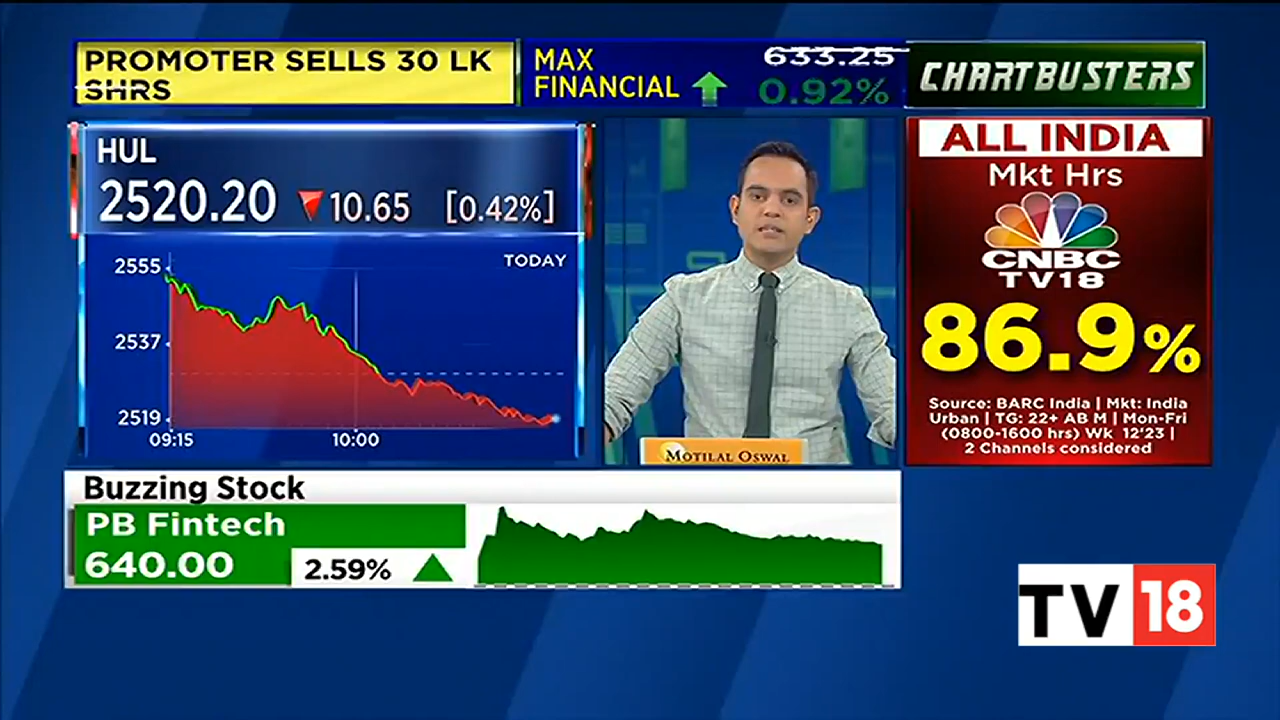 PROMOTER SELLS 30 LK
SHRS
MAX
FINANCIAL
633.25
0.92%
CHARTBUSTERS
HUL
2520.20
10.65
[0.42%]
TODAY
2555
2537
2519
09:15
10:00
MOTILAL OSWAL
ALL INDIA
Mkt Hrs
CNBC
TV18
86.9%
Source: BARC India | Mkt: India
Urban | TG: 22+ AB M | Mon-Fri
(0800-1600 hrs) Wk 12'23 |
2 Channels considered
Buzzing Stock
PB Fintech
640.00
2.59%
TV18